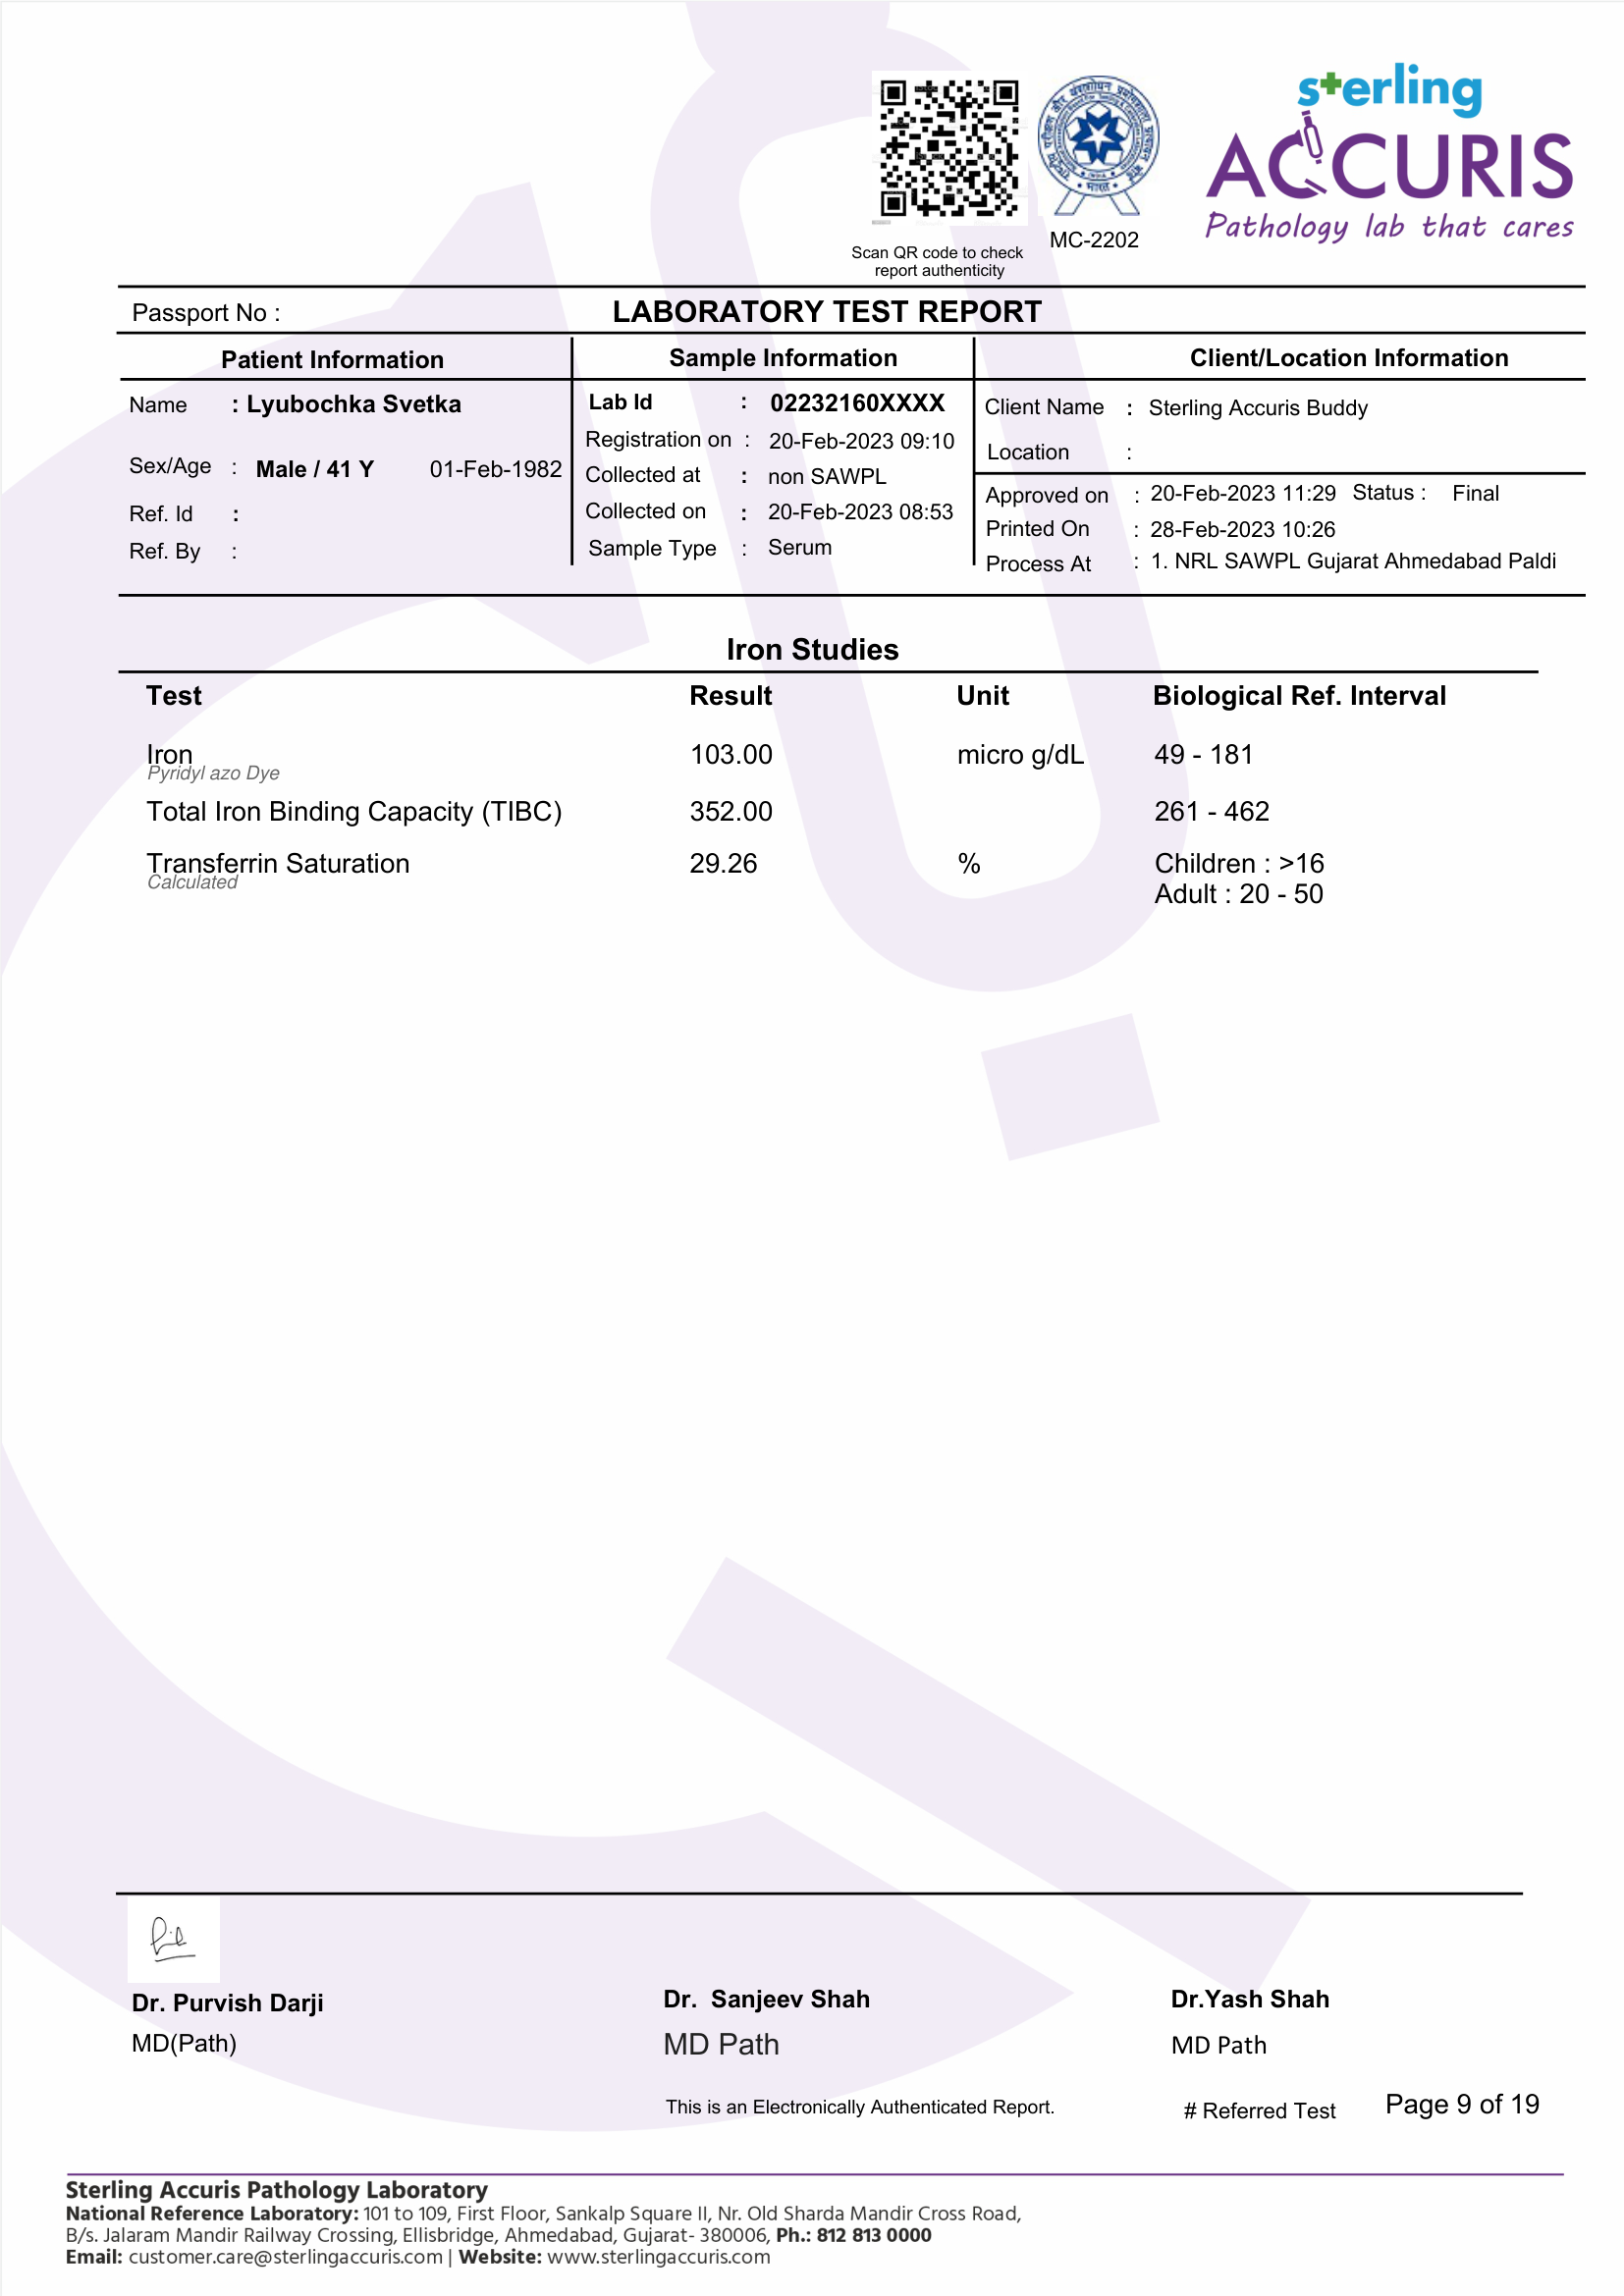 sterling
ACCURIS
Pathology lab that cares
MC-2202
Scan QR code to check
report authenticity
Passport No : LABORATORY TEST REPORT
Patient Information Sample Information Client/Location Information
Name : Lyubochka Svetka Lab Id : 02232160XXXX Client Name : Sterling Accuris Buddy
Registration on : 20-Feb-2023 09:10 Location :
Sex/Age : Male / 41 Y 01-Feb-1982 Collected at : non SAWPL
Approved on : 20-Feb-2023 11:29 Status : Final
Ref. Id : Collected on : 20-Feb-2023 08:53 Printed On : 28-Feb-2023 10:26
Ref. By : Sample Type : Serum Process At : 1. NRL SAWPL Gujarat Ahmedabad Paldi
Iron Studies
Test Result Unit Biological Ref. Interval
Iron 103.00 micro g/dL 49 - 181
Pyridyl azo Dye
Total Iron Binding Capacity (TIBC) 352.00 261 - 462
Transferrin Saturation 29.26 % Children : >16
Calculated
Adult : 20 - 50
Dr. Purvish Darji Dr. Sanjeev Shah Dr.Yash Shah
MD(Path) MD Path MD Path
This is an Electronically Authenticated Report. # Referred Test Page 9 of 19
Sterling Accuris Pathology Laboratory
National Reference Laboratory: 101 to 109, First Floor, Sankalp Square II, Nr. Old Sharda Mandir Cross Road,
B/s. Jalaram Mandir Railway Crossing, Ellisbridge, Ahmedabad, Gujarat- 380006, Ph.: 812 813 0000
Email: customer.care@sterlingaccuris.com | Website: www.sterlingaccuris.com